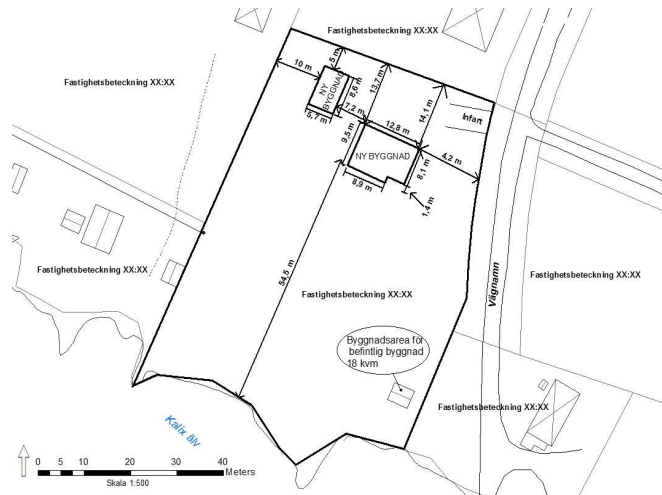 Fastighetsbeteckning XX:XX
Fastighetsbeteckning XX:XX
10 m
5 m
NY
BYGGNAD
8,6 m
5,7 m
7,2 m
13,7 m
12,8 m
14,1 m
Infart
9,5 m
NY BYGGNAD
4,2 m
8,1 m
8,9 m
1,4 m
54,5 m
Fastighetsbeteckning XX:XX
Fastighetsbeteckning XX:XX
Fastighetsbeteckning XX:XX
Vägnamn
Byggnadsarea för
befintlig byggnad
18 kvm
Fastighetsbeteckning XX:XX
Kalix älv
0 5 10 20 30 40
Meters
Skala 1:500